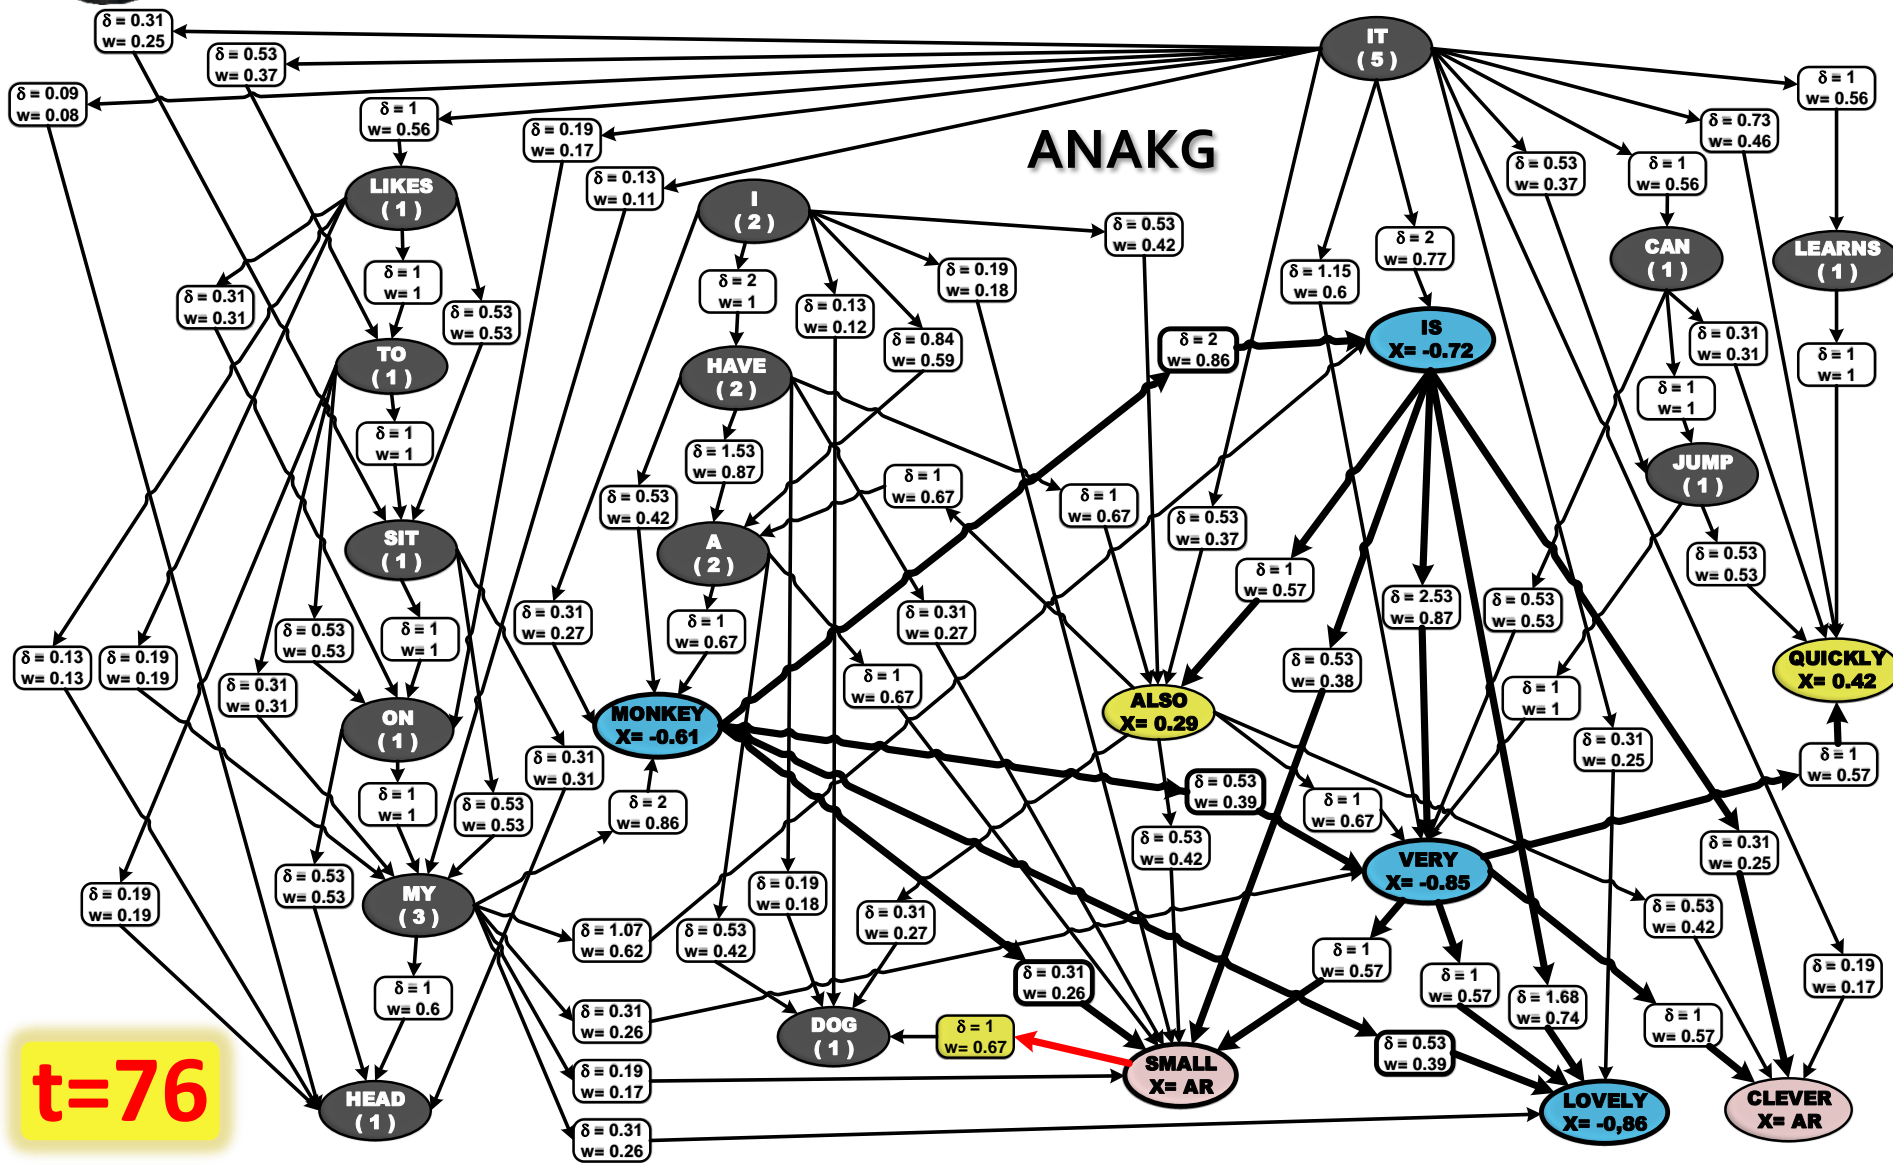 δ = 0.31
w= 0.25
IT
( 5 )
δ = 0.53
w= 0.37
δ = 0.09
w= 0.08
δ = 1
w= 0.56
δ = 1
w= 0.56
δ = 0.19
w= 0.17
ANAKG
δ = 0.73
w= 0.46
δ = 0.53
w= 0.37
δ = 1
w= 0.56
δ = 0.13
w= 0.11
LIKES
( 1 )
I
( 2 )
δ = 0.53
w= 0.42
δ = 2
w= 0.77
CAN
( 1 )
LEARNS
( 1 )
δ = 1
w= 1
δ = 2
w= 1
δ = 0.19
w= 0.18
δ = 1.15
w= 0.6
δ = 0.31
w= 0.31
δ = 0.53
w= 0.53
δ = 0.13
w= 0.12
δ = 0.84
w= 0.59
δ = 2
w= 0.86
IS
X= -0.72
δ = 0.31
w= 0.31
δ = 1
w= 1
TO
( 1 )
HAVE
( 2 )
δ = 1
w= 1
δ = 1
w= 1
δ = 1.53
w= 0.87
δ = 1
w= 0.67
JUMP
( 1 )
δ = 0.53
w= 0.42
δ = 1
w= 0.67
δ = 0.53
w= 0.37
SIT
( 1 )
A
( 2 )
δ = 0.53
w= 0.53
δ = 1
w= 0.57
δ = 2.53
w= 0.87
δ = 0.53
w= 0.53
δ = 0.31
w= 0.27
δ = 1
w= 0.67
δ = 0.31
w= 0.27
δ = 0.53
w= 0.53
δ = 1
w= 1
δ = 0.13
w= 0.13
δ = 0.19
w= 0.19
δ = 0.53
w= 0.38
QUICKLY
X= 0.42
δ = 0.31
w= 0.31
δ = 1
w= 0.67
δ = 1
w= 1
ON
( 1 )
MONKEY
X= -0.61
ALSO
X= 0.29
δ = 0.31
w= 0.25
δ = 0.31
w= 0.31
δ = 1
w= 0.57
δ = 1
w= 1
δ = 0.53
w= 0.53
δ = 2
w= 0.86
δ = 0.53
w= 0.39
δ = 1
w= 0.67
δ = 0.53
w= 0.42
δ = 0.31
w= 0.25
VERY
X= -0.85
δ = 0.19
w= 0.19
δ = 0.53
w= 0.53
MY
( 3 )
δ = 0.19
w= 0.18
δ = 0.53
w= 0.42
δ = 1.07
w= 0.62
δ = 0.53
w= 0.42
δ = 0.31
w= 0.27
δ = 1
w= 0.57
δ = 0.31
w= 0.26
δ = 1
w= 0.57
δ = 0.19
w= 0.17
δ = 1
w= 0.6
δ = 1.68
w= 0.74
δ = 1
w= 0.57
δ = 0.31
w= 0.26
DOG
( 1 )
δ = 1
w= 0.67
δ = 0.53
w= 0.39
SMALL
X= AR
δ = 0.19
w= 0.17
t=76
HEAD
( 1 )
LOVELY
X= -0,86
CLEVER
X= AR
δ = 0.31
w= 0.26